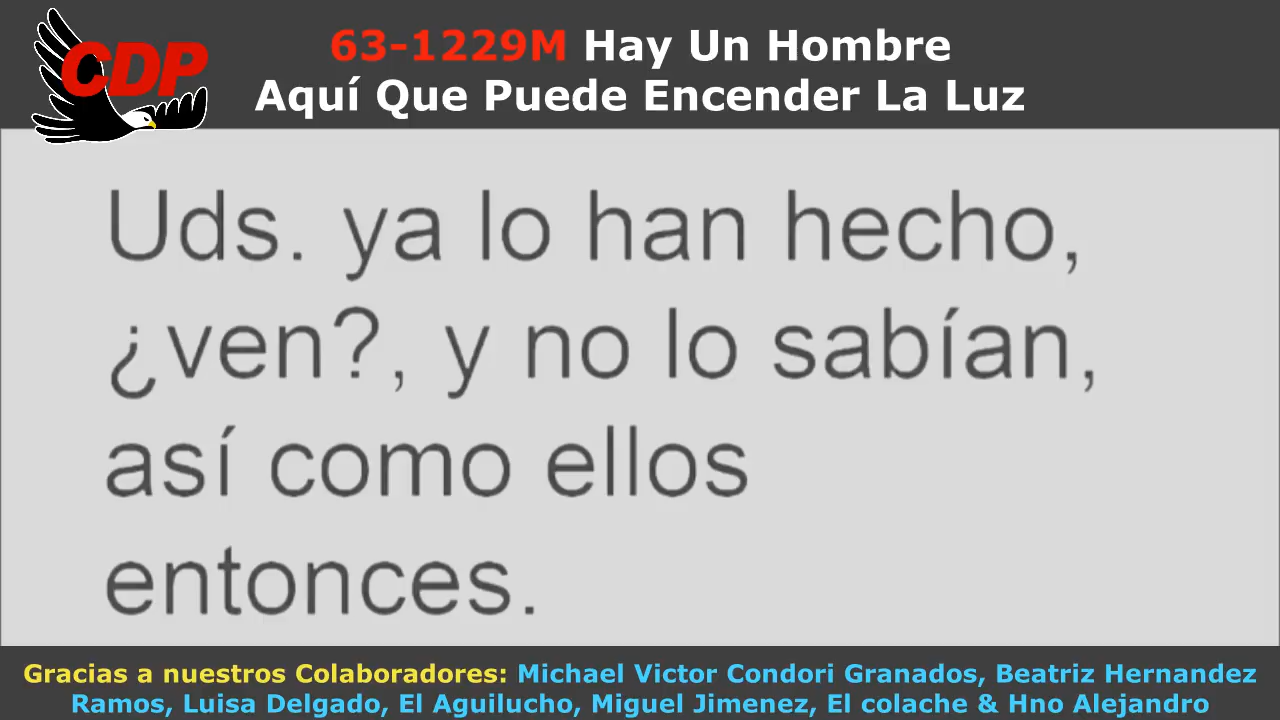 CDP
63-1229M Hay Un Hombre
Aquí Que Puede Encender La Luz
Uds. ya lo han hecho,
¿ven?, y no lo sabían,
así como ellos
entonces.
Gracias a nuestros Colaboradores: Michael Victor Condori Granados, Beatriz Hernandez
Ramos, Luisa Delgado, El Aguilucho, Miguel Jimenez, El colache & Hno Alejandro